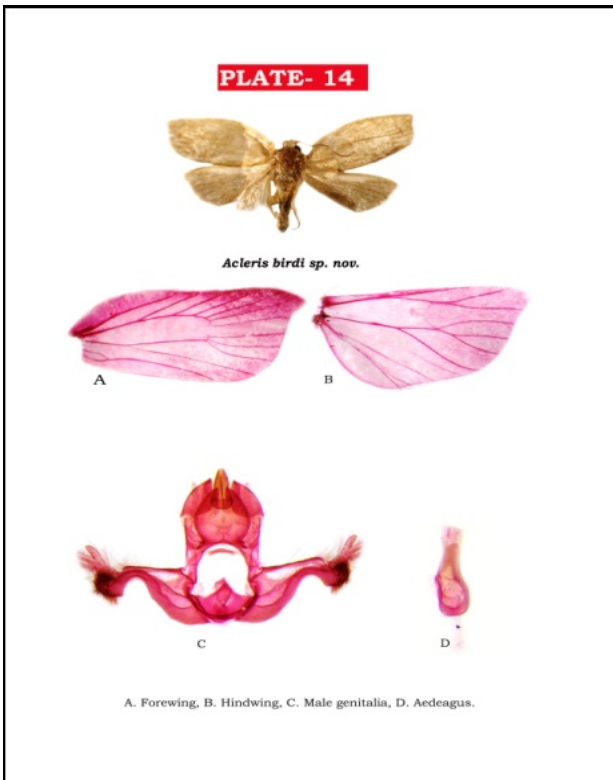 PLATE- 14
Acleris birdi sp. nov.
A
B
C
D
A. Forewing, B. Hindwing, C. Male genitalia, D. Aedeagus.